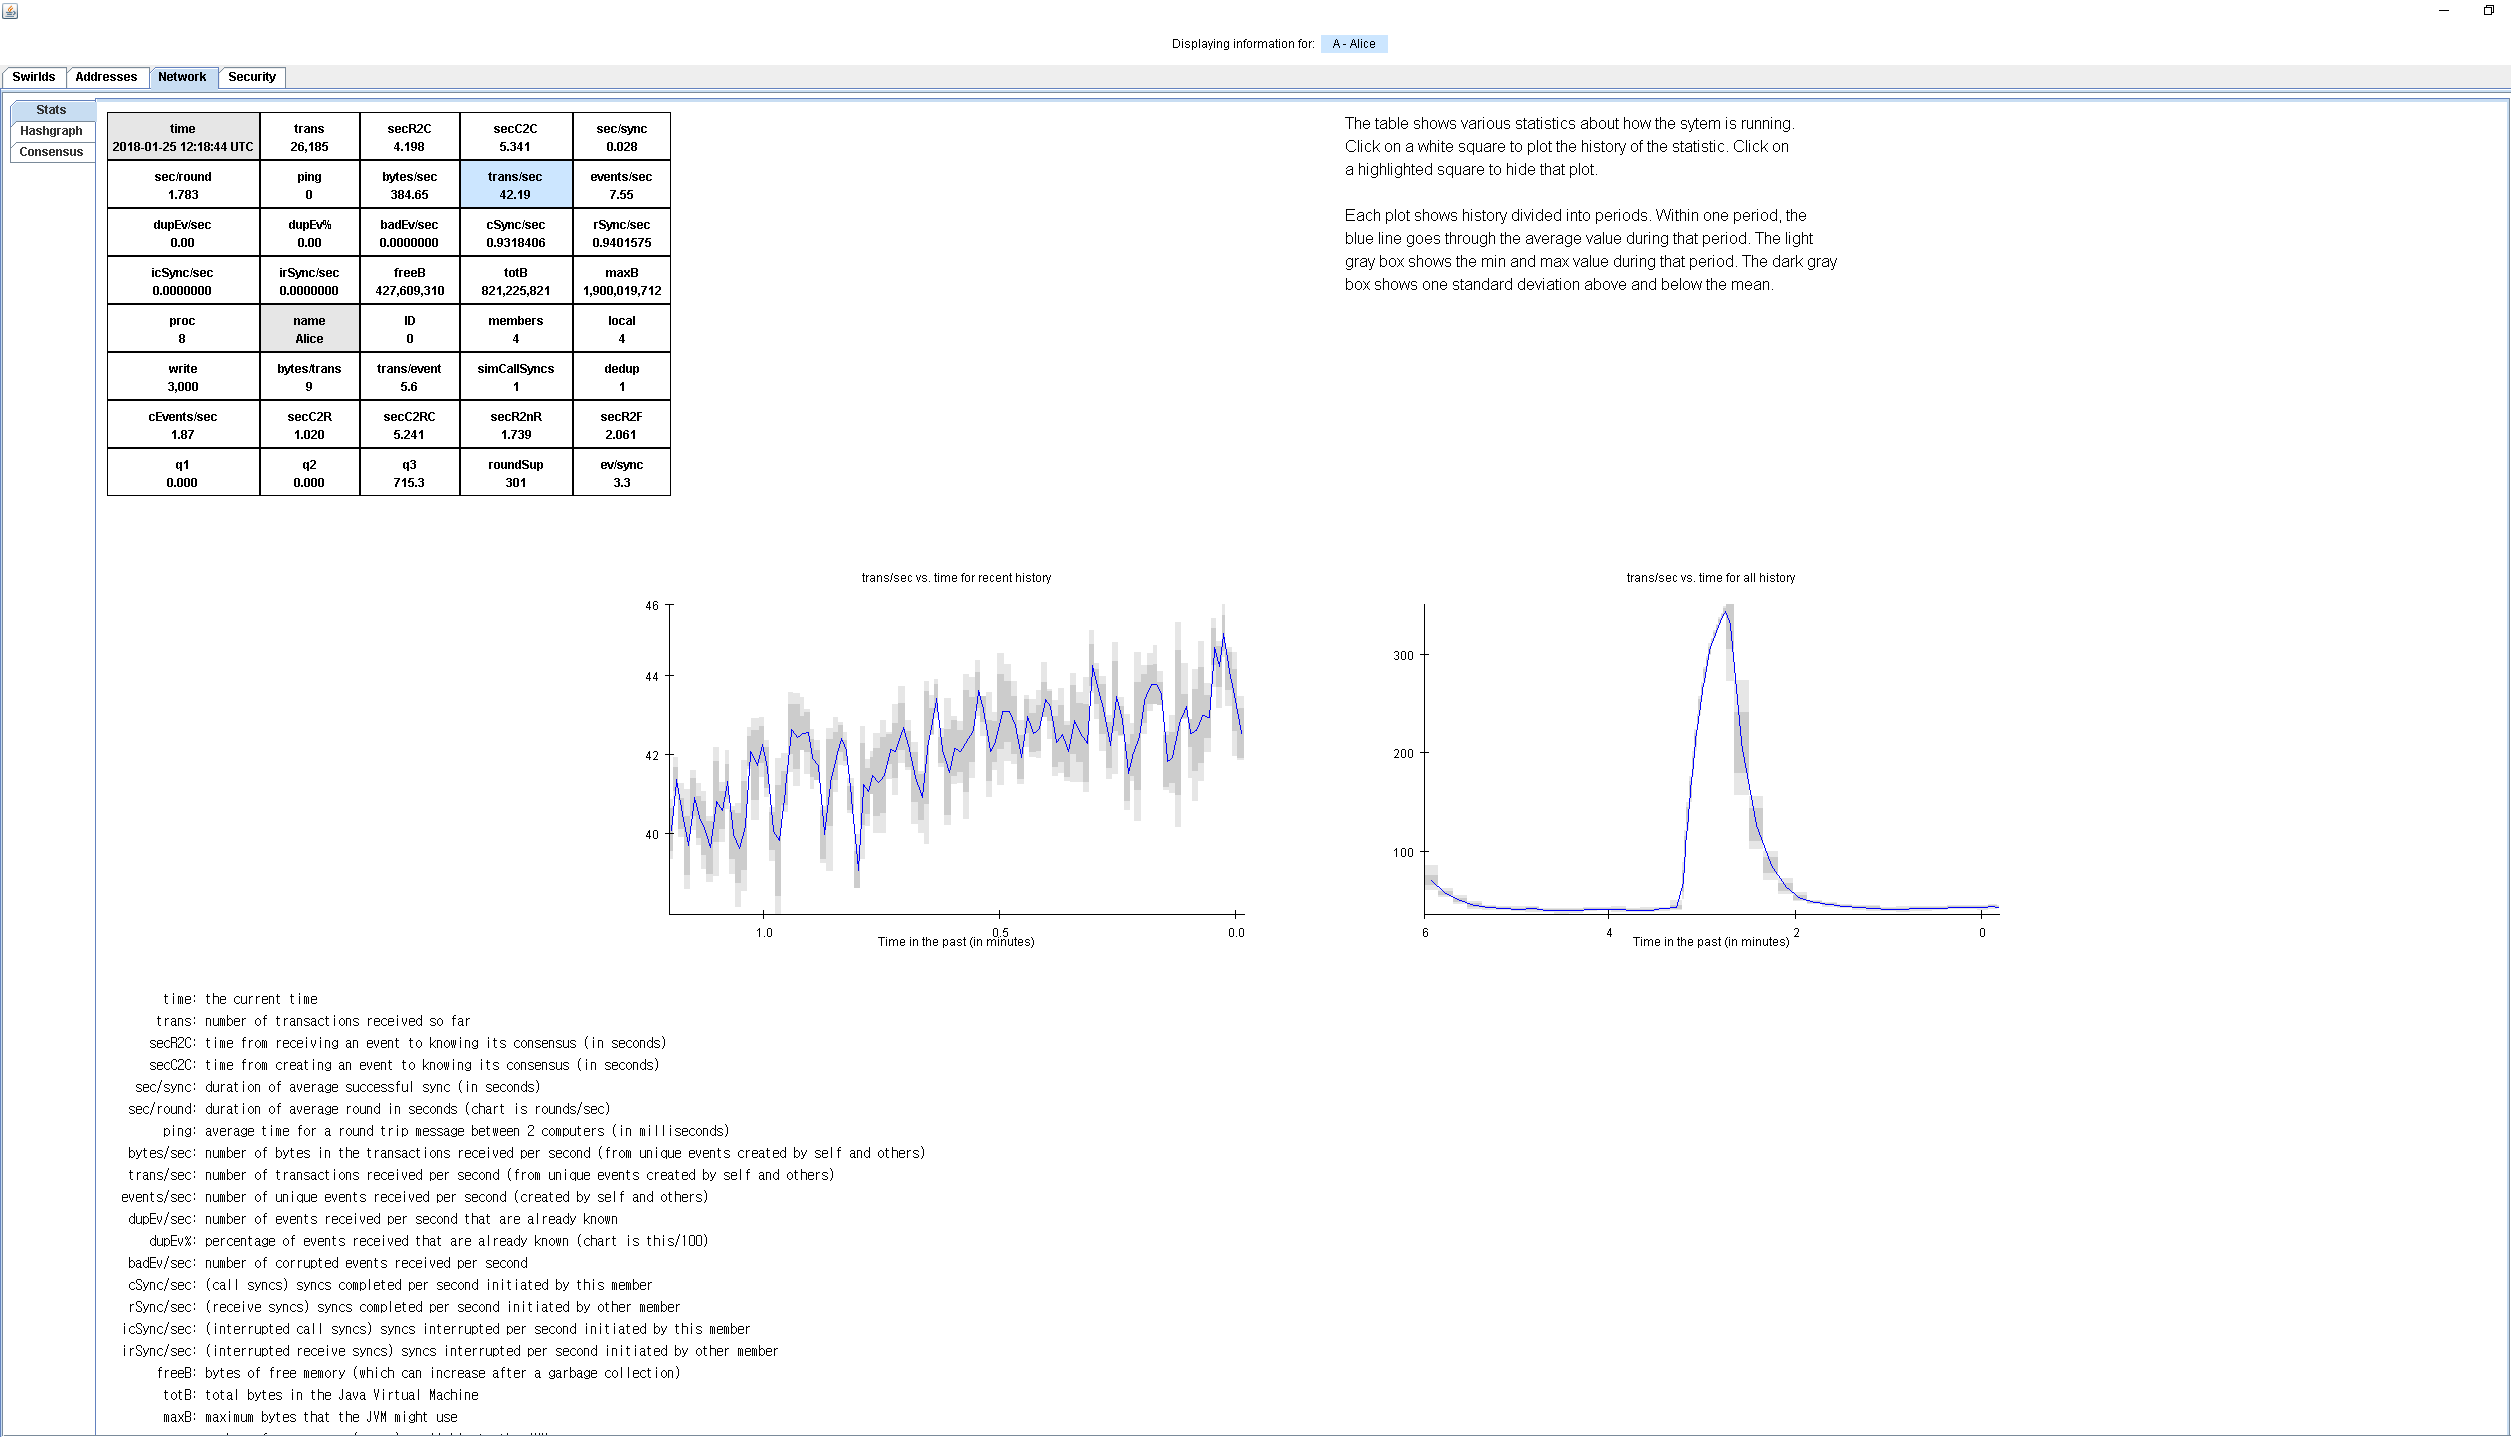 Displaying information for: A - Alice
Swirlds Addresses Network Security
Stats
Hashgraph
Consensus
time trans secR2C secC2C sec/sync
2018-01-25 12:18:44 UTC 26,185 4.198 5.341 0.028
sec/round ping bytes/sec trans/sec events/sec
1.783 0 384.65 42.19 7.55
dupEv/sec dupEv% badEv/sec cSync/sec rSync/sec
0.00 0.00 0.0000000 0.9318406 0.9401575
icSync/sec irSync/sec freeB totB maxB
0.0000000 0.0000000 427,609,310 821,225,821 1,900,019,712
proc name ID members local
8 Alice 0 4 4
write bytes/trans trans/event simCallSyncs dedup
3,000 9 5.6 1 1
cEvents/sec secC2R secC2RC secR2nR secR2F
1.87 1.020 5.241 1.739 2.061
q1 q2 q3 roundSup ev/sync
0.000 0.000 715.3 301 3.3
The table shows various statistics about how the sytem is running.
Click on a white square to plot the history of the statistic. Click on
a highlighted square to hide that plot.
Each plot shows history divided into periods. Within one period, the
blue line goes through the average value during that period. The light
gray box shows the min and max value during that period. The dark gray
box shows one standard deviation above and below the mean.
trans/sec vs. time for recent history
46
44
42
40
1.0 0.5 0.0
Time in the past (in minutes)
trans/sec vs. time for all history
300
200
100
6 4 2 0
Time in the past (in minutes)
time: the current time
trans: number of transactions received so far
secR2C: time from receiving an event to knowing its consensus (in seconds)
secC2C: time from creating an event to knowing its consensus (in seconds)
sec/sync: duration of average successful sync (in seconds)
sec/round: duration of average round in seconds (chart is rounds/sec)
ping: average time for a round trip message between 2 computers (in milliseconds)
bytes/sec: number of bytes in the transactions received per second (from unique events created by self and others)
trans/sec: number of transactions received per second (from unique events created by self and others)
events/sec: number of unique events received per second (created by self and others)
dupEv/sec: number of events received per second that are already known
dupEv%: percentage of events received that are already known (chart is this/100)
badEv/sec: number of corrupted events received per second
cSync/sec: (call syncs) syncs completed per second initiated by this member
rSync/sec: (receive syncs) syncs completed per second initiated by other member
icSync/sec: (interrupted call syncs) syncs interrupted per second initiated by this member
irSync/sec: (interrupted receive syncs) syncs interrupted per second initiated by other member
freeB: bytes of free memory (which can increase after a garbage collection)
totB: total bytes in the Java Virtual Machine
maxB: maximum bytes that the JVM might use